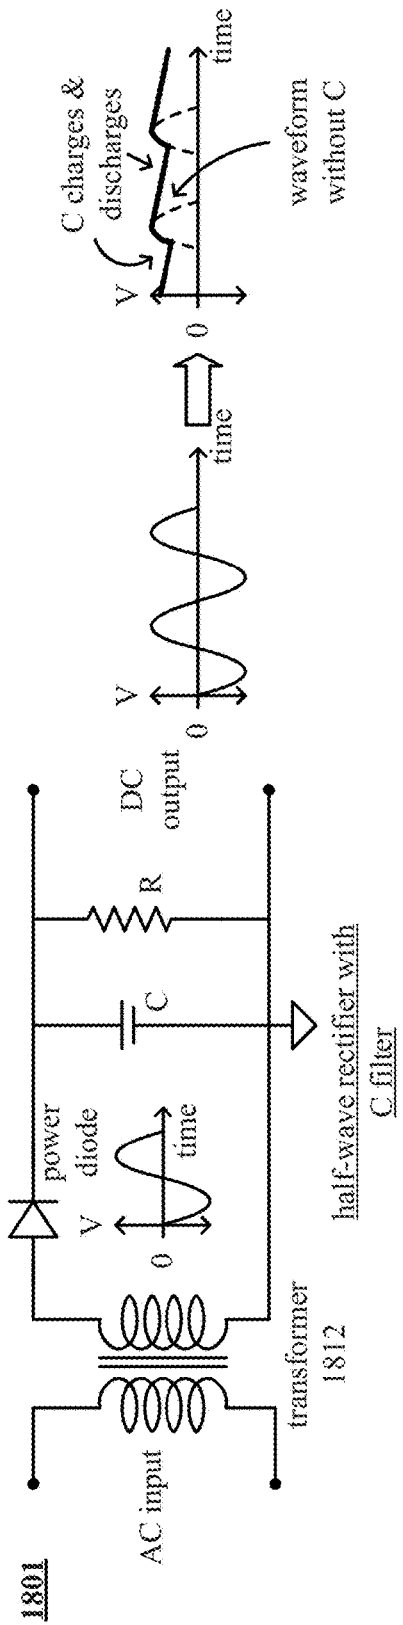 1801
AC input
transformer
1812
V
0
time
power
diode
C
R
DC
output
half-wave rectifier with
C filter
V
0
time
V
0
time
C charges &
discharges
waveform
without C